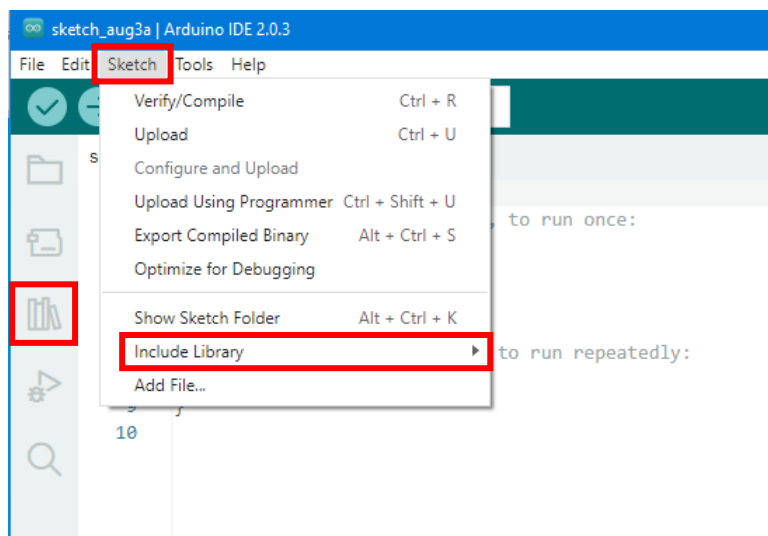 sketch_aug3a | Arduino IDE 2.0.3
File Edit Sketch Tools Help
Verify/Compile Ctrl + R
Upload Ctrl + U
s
Configure and Upload
Upload Using Programmer Ctrl + Shift + U
, to run once:
Export Compiled Binary Alt + Ctrl + S
Optimize for Debugging
Show Sketch Folder Alt + Ctrl + K
Include Library
to run repeatedly:
Add File...
9 }
10